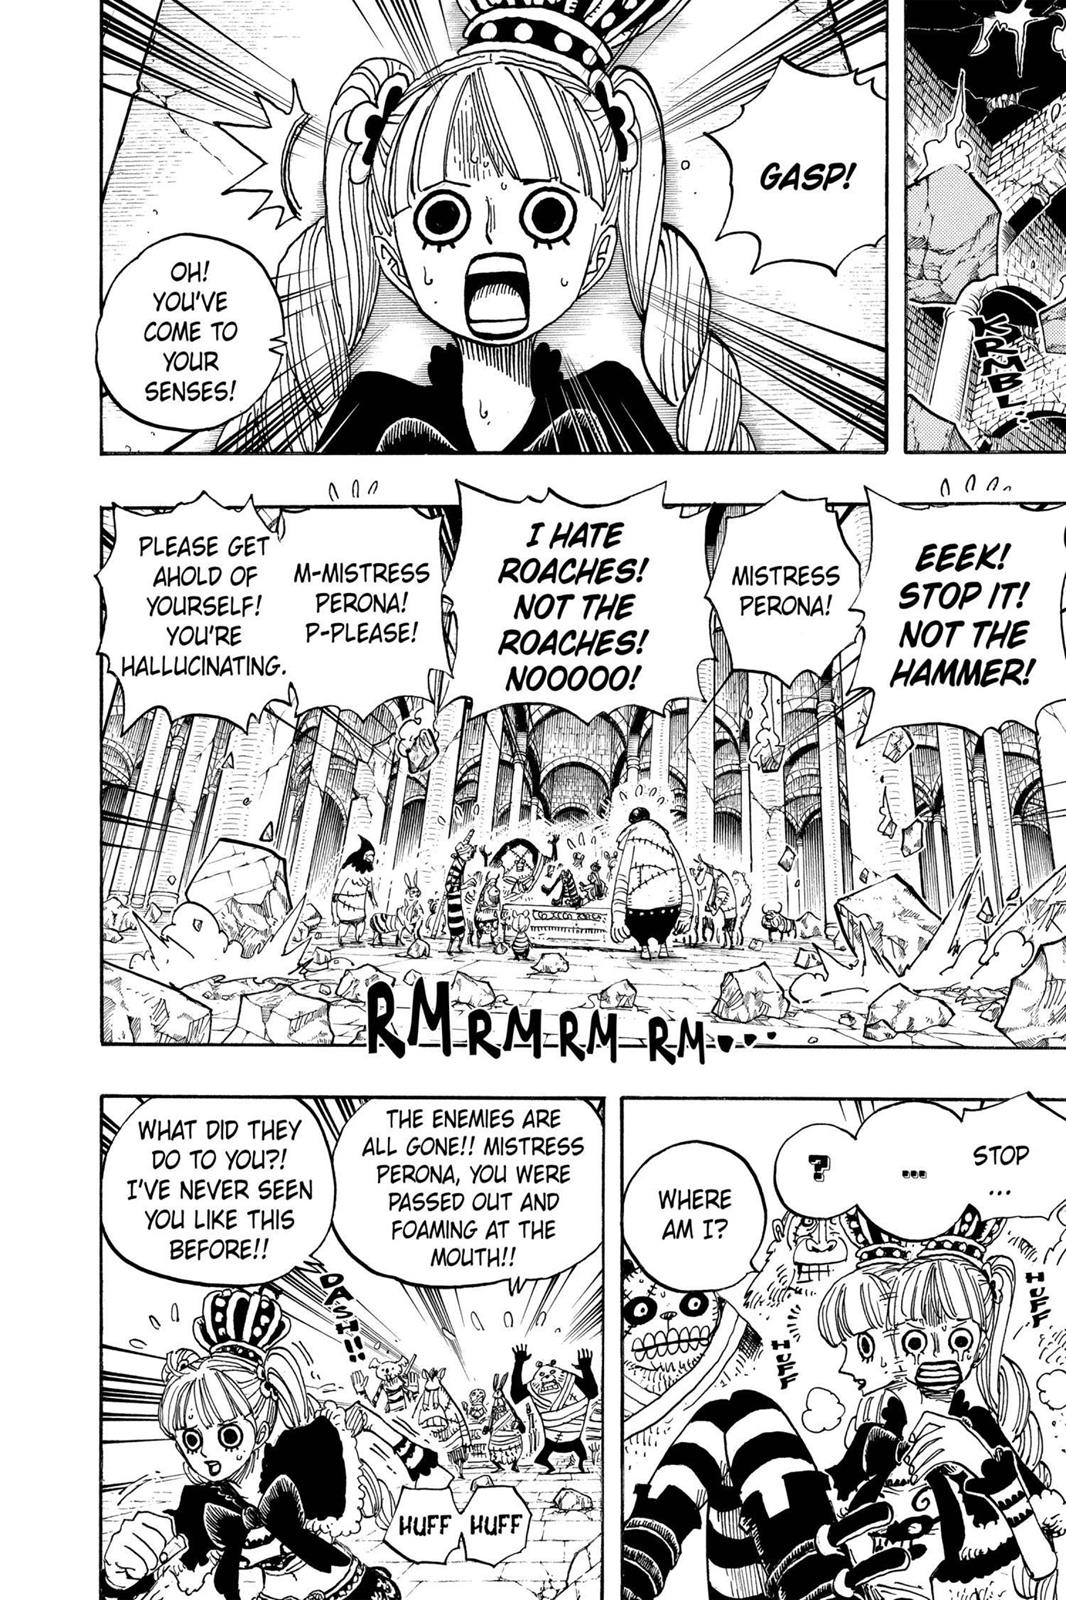 KRMBL...
GASP!
OH!
YOU'VE
COME TO
YOUR
SENSES!
EEEK!
STOP IT!
NOT THE
HAMMER!
MISTRESS
PERONA!
I HATE
ROACHES!
NOT THE
ROACHES!
NOOOOO!
M-MISTRESS
PERONA!
P-PLEASE!
PLEASE GET
AHOLD OF
YOURSELF!
YOU'RE
HALLUCINATING.
RMRMRM RM...
STOP
...
...
?
WHERE
AM I?
HUFF
HUFF
THE ENEMIES ARE
ALL GONE!! MISTRESS
PERONA, YOU WERE
PASSED OUT AND
FOAMING AT THE
MOUTH!!
WHAT DID THEY
DO TO YOU?!
I'VE NEVER SEEN
YOU LIKE THIS
BEFORE!!
DASH!!
HUFF HUFF